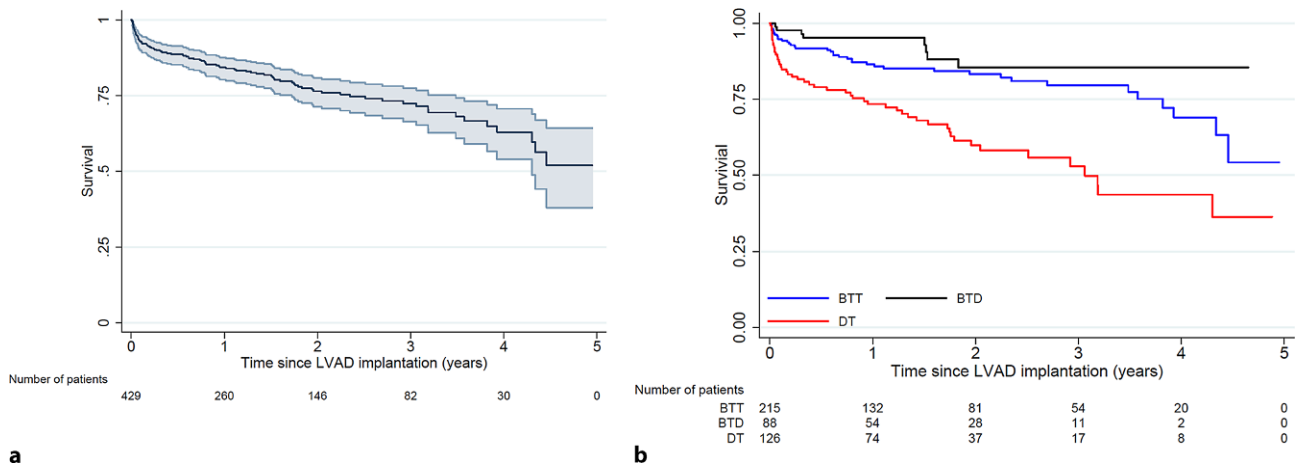 1
.75
.5
.25
0
Survival
0 1 2 3 4 5
Time since LVAD implantation (years)
Number of patients
429 260 146 82 30 0
a
1.00
0.75
0.50
0.25
0.00
Survivial
BTT BTD
DT
0 1 2 3 4 5
Time since LVAD implantation (years)
Number of patients
BTT 215 132 81 54 20 0
BTD 88 54 28 11 2 0
DT 126 74 37 17 8 0
b